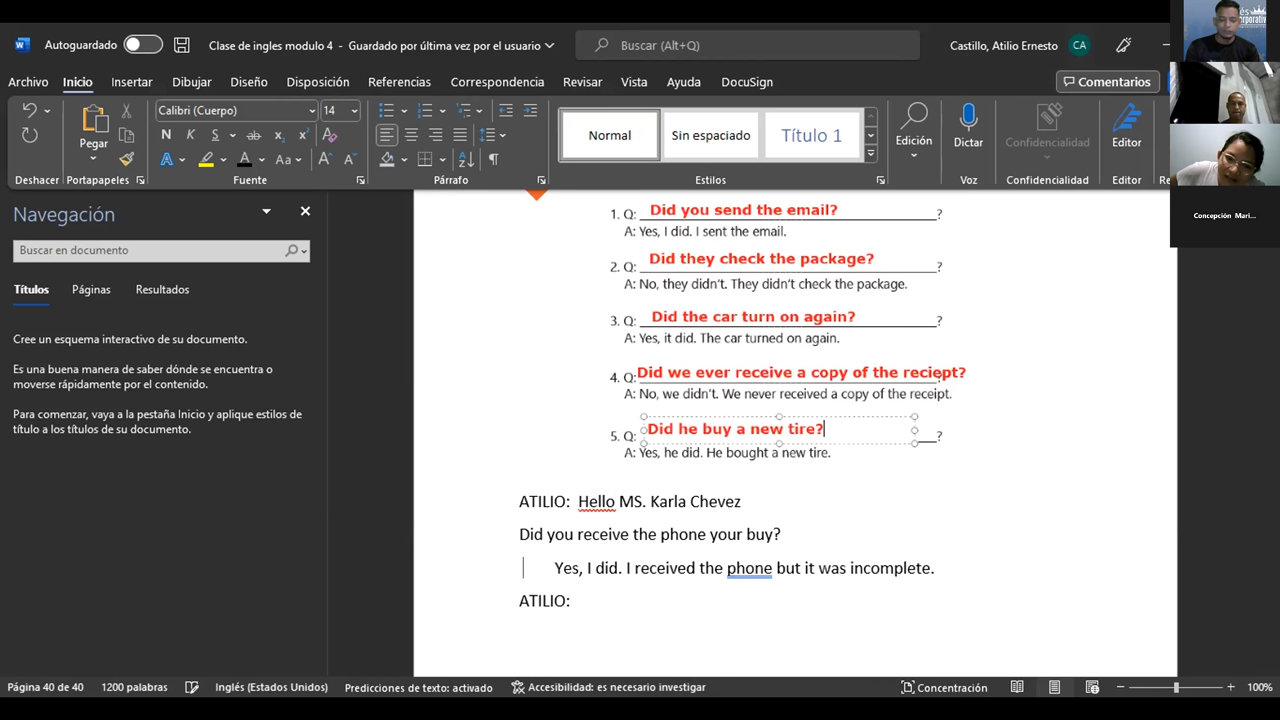 Autoguardado
Clase de ingles modulo 4 - Guardado por última vez por el usuario
Buscar (Alt+Q)
Castillo, Atilio Ernesto
CA
Archivo Inicio Insertar Dibujar Diseño Disposición Referencias Correspondencia Revisar Vista Ayuda DocuSign
Comentarios
Calibri (Cuerpo) 14
Pegar
N K S ab x₂ x²
A A Aa A A
Normal Sin espaciado Título 1
Edición Dictar Confidencialidad Editor
Deshacer Portapapeles Fuente Párrafo Estilos Voz Confidencialidad Editor Re
Concepción Mari...
Navegación
Buscar en documento
Títulos Páginas Resultados
Cree un esquema interactivo de su documento.
Es una buena manera de saber dónde se encuentra o
moverse rápidamente por el contenido.
Para comenzar, vaya a la pestaña Inicio y aplique estilos de
título a los títulos de su documento.
1. Q: Did you send the email? ?
A: Yes, I did. I sent the email.
2. Q: Did they check the package? ?
A: No, they didn't. They didn't check the package.
3. Q: Did the car turn on again? ?
A: Yes, it did. The car turned on again.
4. Q: Did we ever receive a copy of the reciept? ?
A: No, we didn't. We never received a copy of the receipt.
5. Q: Did he buy a new tire? ?
A: Yes, he did. He bought a new tire.
ATILIO: Hello MS. Karla Chevez
Did you receive the phone your buy?
Yes, I did. I received the phone but it was incomplete.
ATILIO:
Página 40 de 40 1200 palabras Inglés (Estados Unidos) Predicciones de texto: activado Accesibilidad: es necesario investigar Concentración 100%